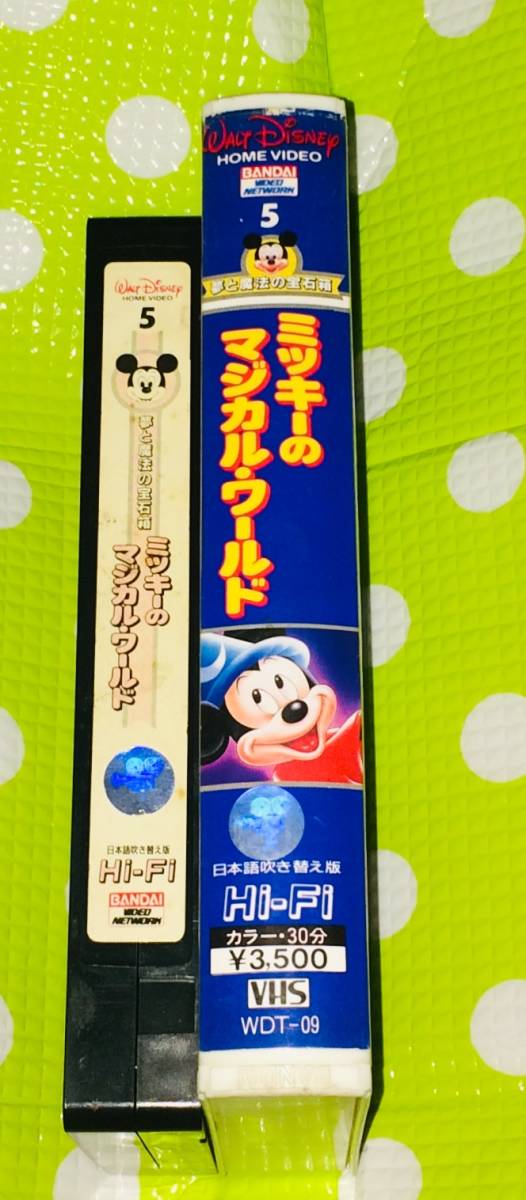 WALT DISNEY
HOME VIDEO
5
夢と魔法の宝石箱
ミッキーの
マジカル・ワールド
日本語吹き替え版
Hi-Fi
BANDAI
VIDEO
NETWORK
WALT DISNEY
HOME VIDEO
BANDAI
VIDEO
NETWORK
5
夢と魔法の宝石箱
ミッキーの
マジカル・ワールド
日本語吹き替え版
Hi-Fi
カラー・30分
¥3,500
VHS
WDT-09